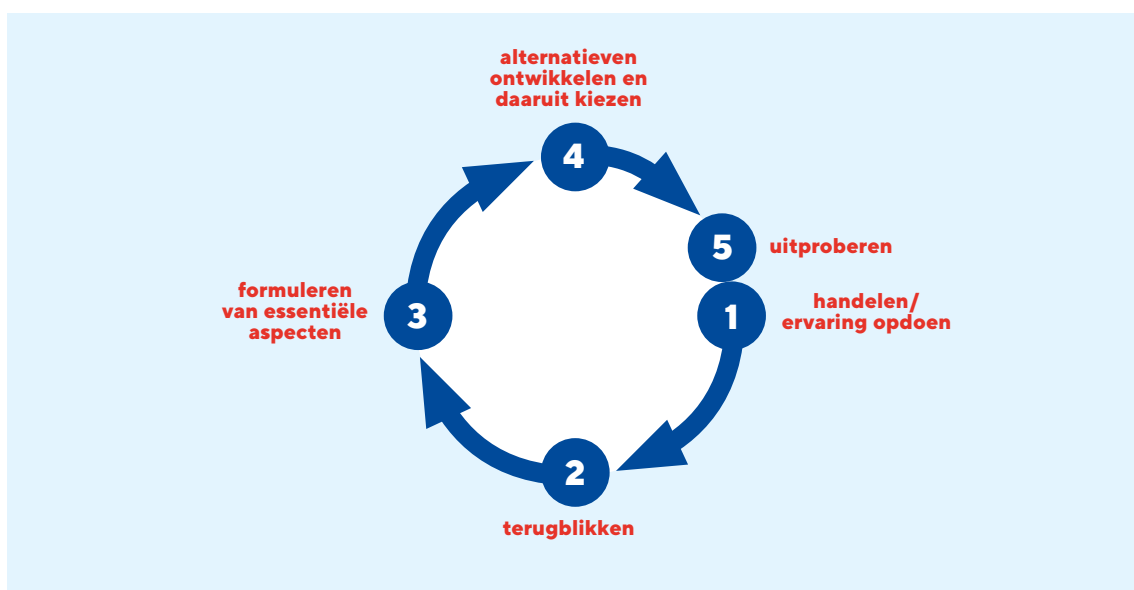 alternatieven
ontwikkelen en
daaruit kiezen
4
5
uitproberen
1
handelen/
ervaring opdoen
formuleren
van essentiële
aspecten
3
2
terugblikken